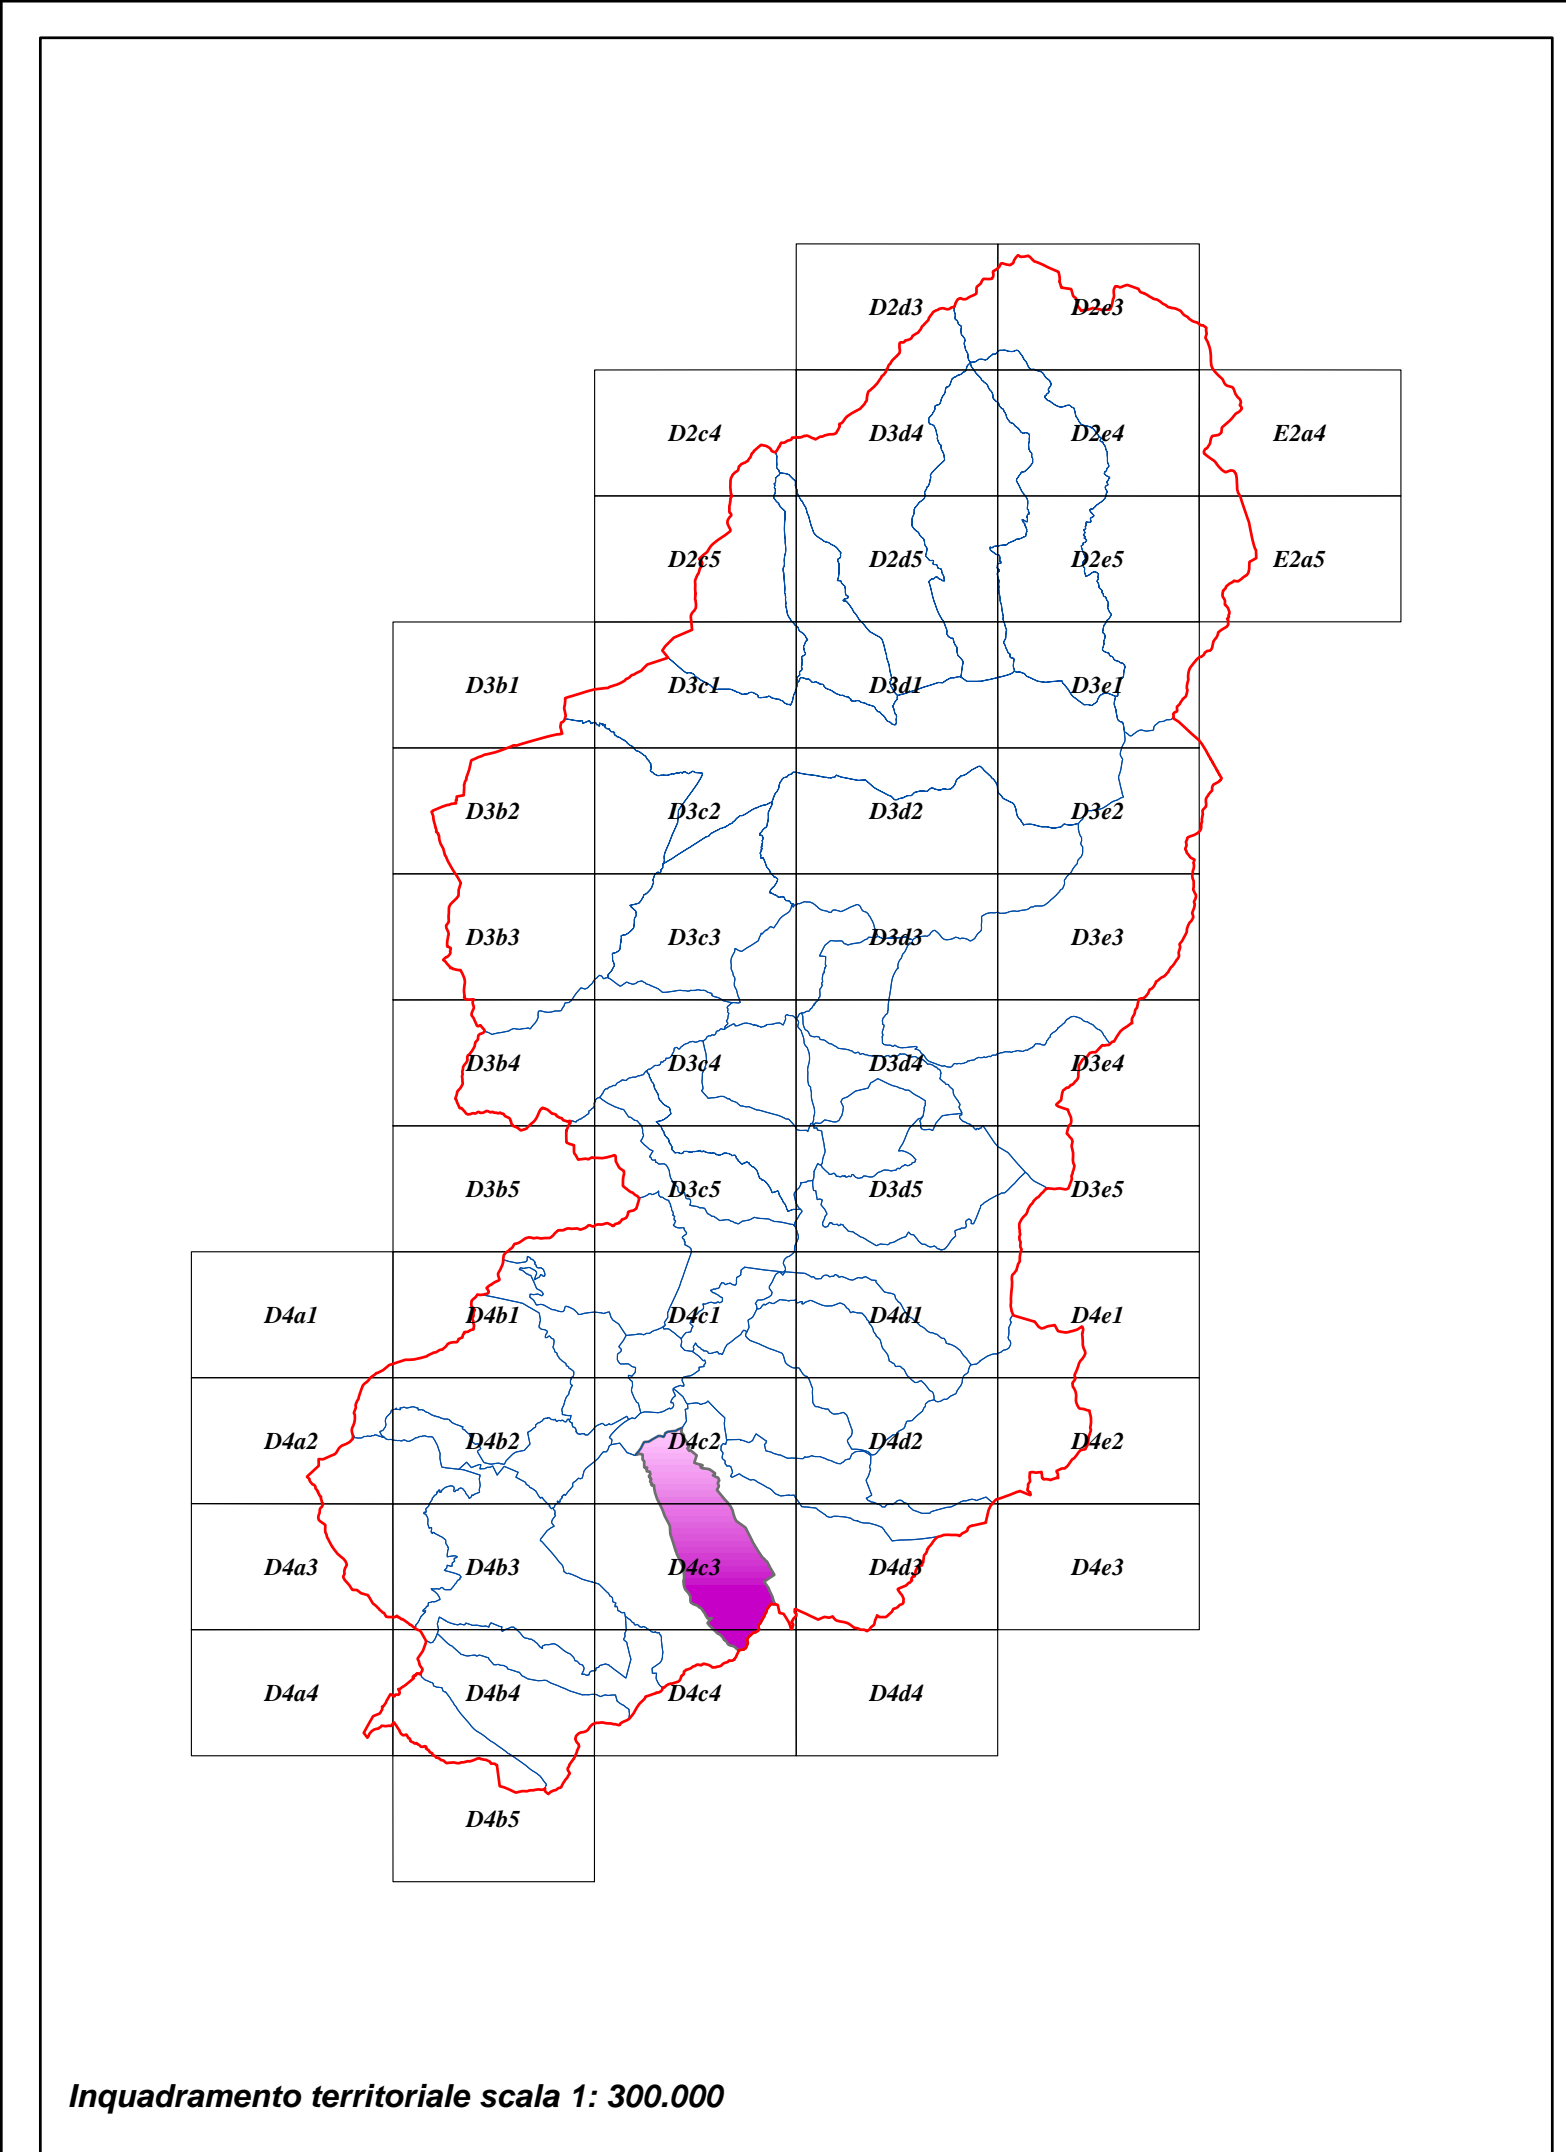 D2d3 D2e3
D2c4 D3d4 D2e4 E2a4
D2c5 D2d5 D2e5 E2a5
D3b1 D3c1 D3d1 D3e1
D3b2 D3c2 D3d2 D3e2
D3b3 D3c3 D3d3 D3e3
D3b4 D3c4 D3d4 D3e4
D3b5 D3c5 D3d5 D3e5
D4a1 D4b1 D4c1 D4d1 D4e1
D4a2 D4b2 D4c2 D4d2 D4e2
D4a3 D4b3 D4c3 D4d3 D4e3
D4a4 D4b4 D4c4 D4d4
D4b5
Inquadramento territoriale scala 1: 300.000